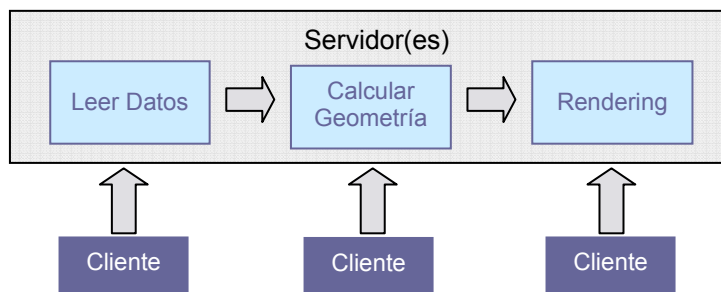 Servidor(es)
Leer Datos
Calcular
Geometría
Rendering
Cliente
Cliente
Cliente